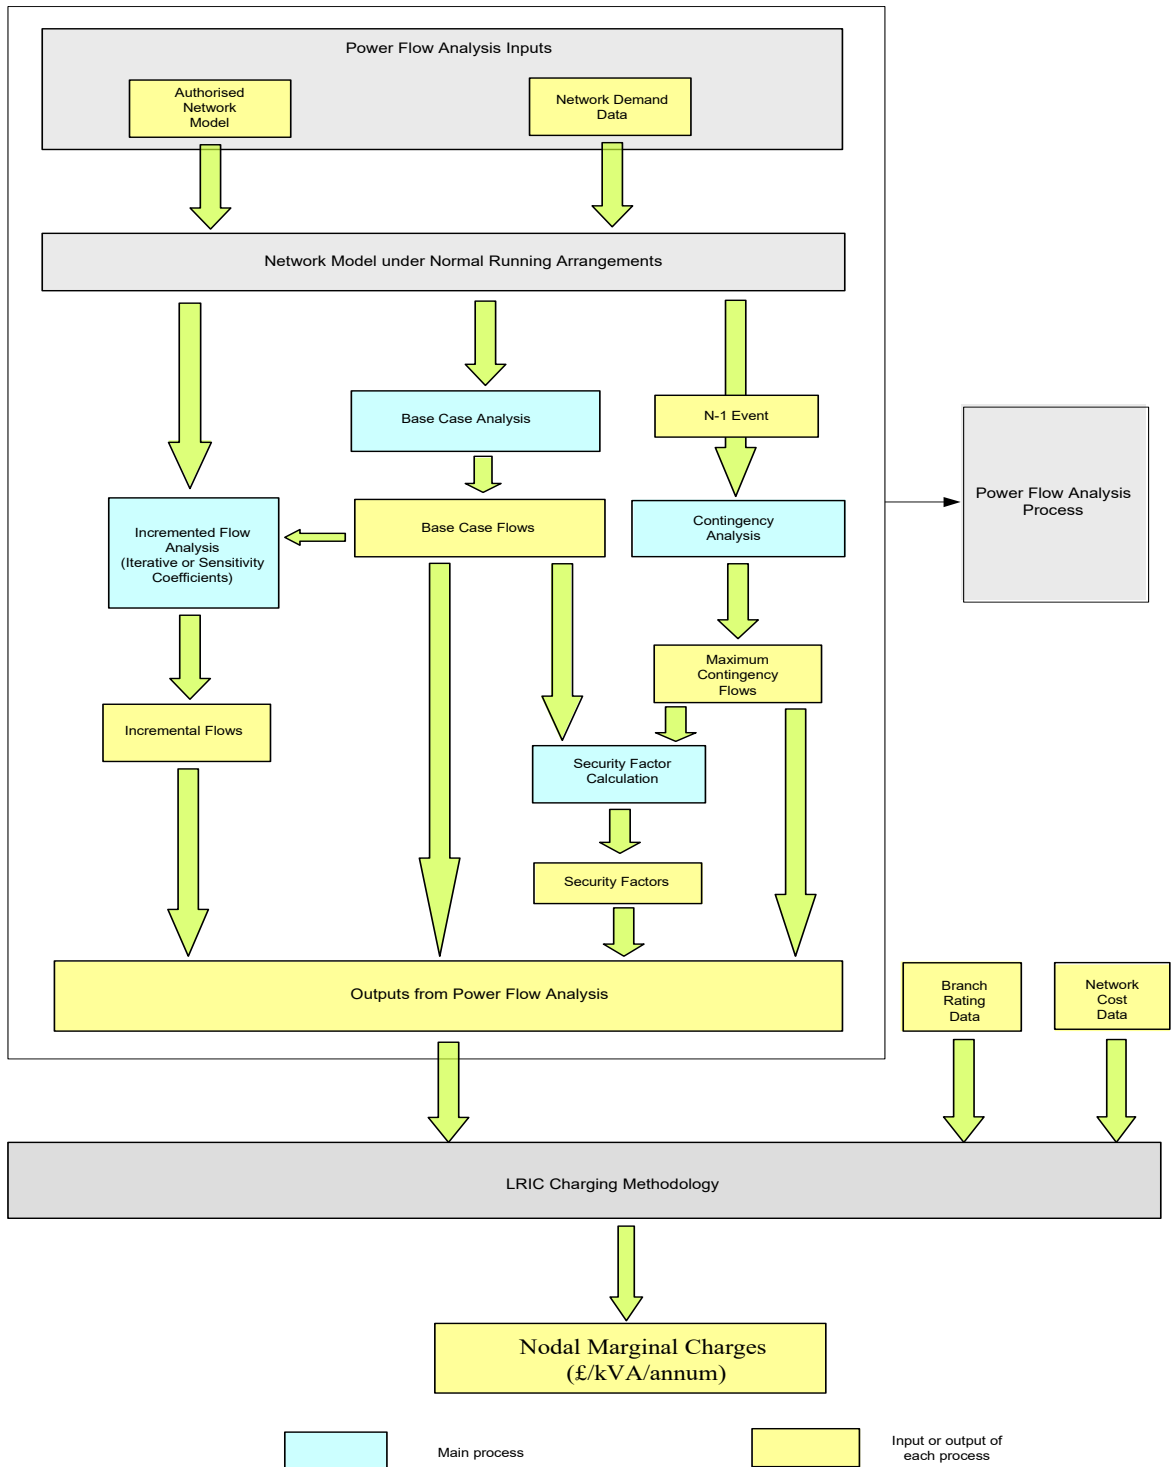 Power Flow Analysis Inputs
Authorised
Network
Model
Network Demand
Data
Network Model under Normal Running Arrangements
Base Case Analysis
N-1 Event
Base Case Flows
Contingency
Analysis
Incremented Flow
Analysis
(Iterative or Sensitivity
Coefficients)
Power Flow Analysis
Process
Maximum
Contingency
Flows
Incremental Flows
Security Factor
Calculation
Security Factors
Outputs from Power Flow Analysis
Branch
Rating
Data
Network
Cost
Data
LRIC Charging Methodology
Nodal Marginal Charges
(£/kVA/annum)
Main process
Input or output of
each process